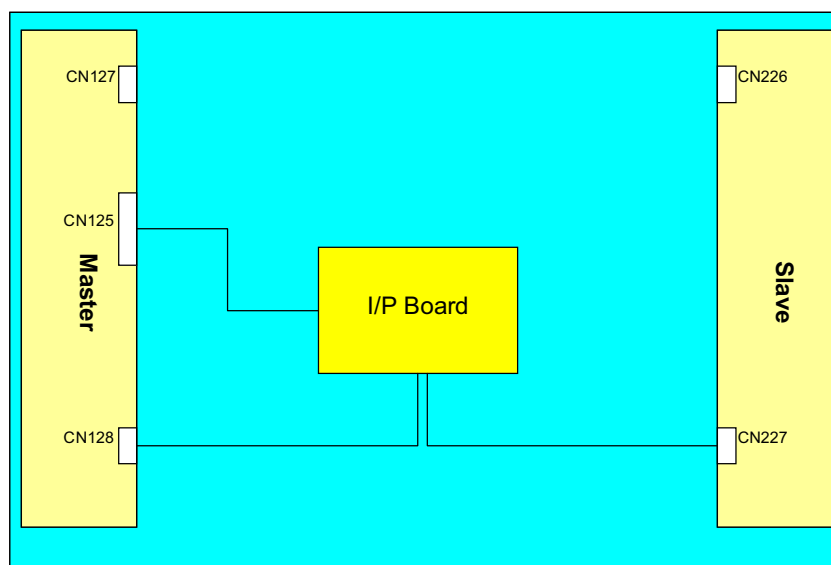 CN127
CN226
CN125
Master
I/P Board
Slave
CN128
CN227